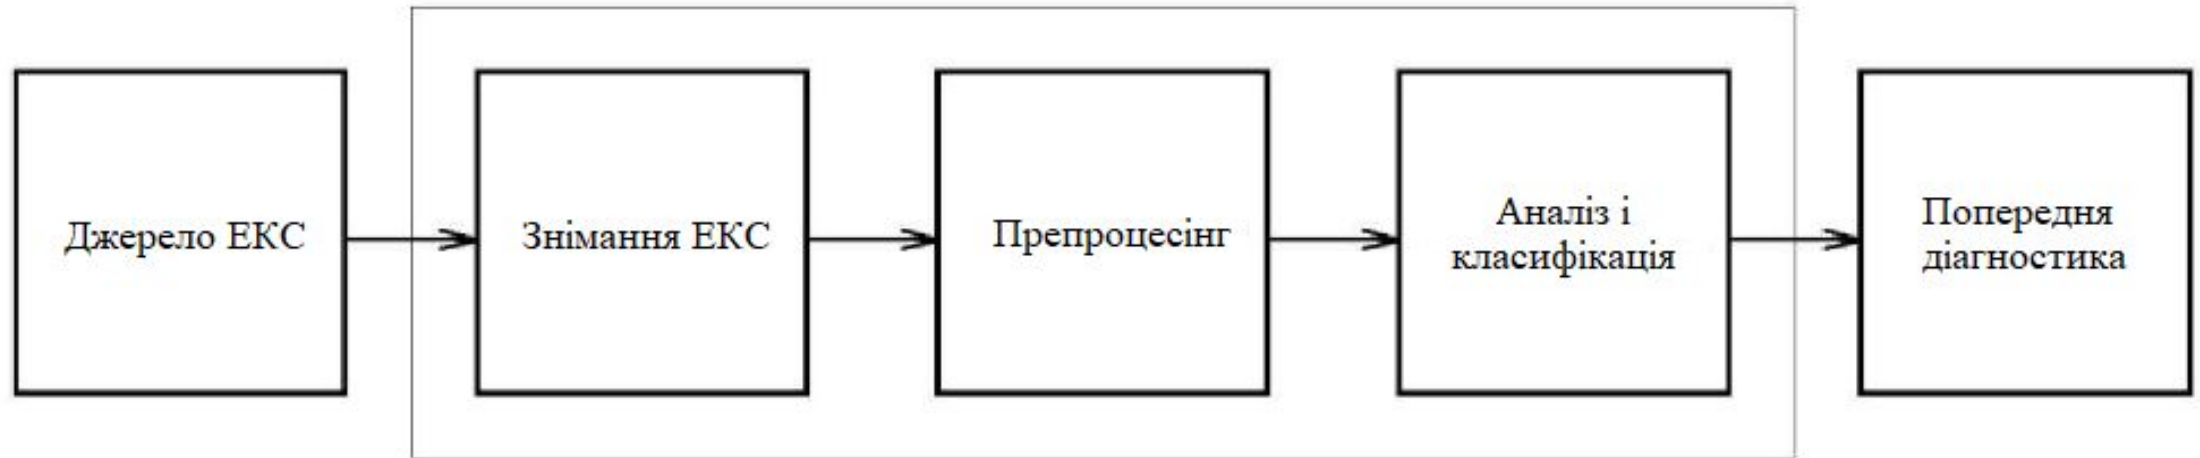 Джерело ЕКС
Знімання ЕКС
Препроцесінг
Аналіз і
класифікація
Попередня
діагностика